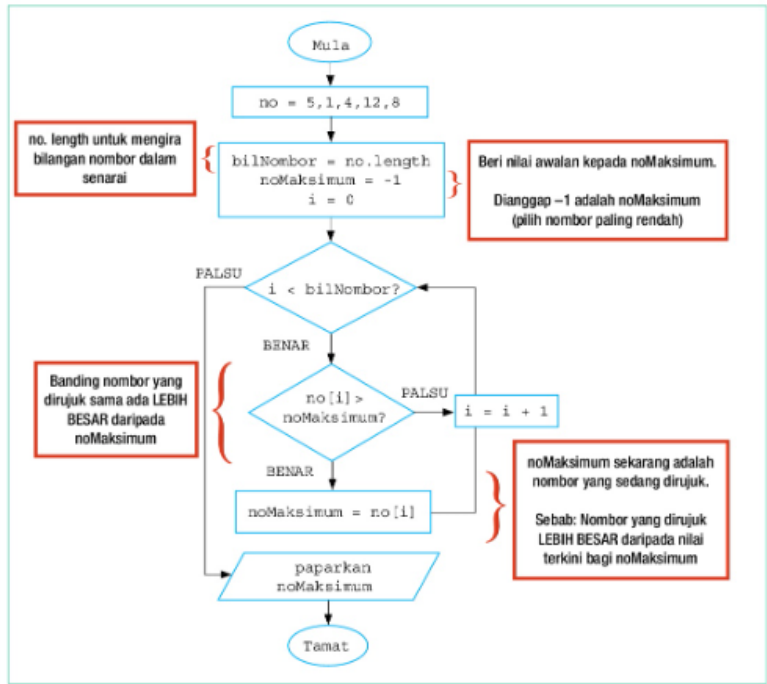 Mula
no = 5,1,4,12,8
no. length untuk mengira
bilangan nombor dalam
senarai
bilNombor = no.length
noMaksimum = -1
i = 0
Beri nilai awalan kepada noMaksimum.
Dianggap –1 adalah noMaksimum
(pilih nombor paling rendah)
PALSU
i < bilNombor?
BENAR
Banding nombor yang
dirujuk sama ada LEBIH
BESAR daripada
noMaksimum
no[i]>
noMaksimum?
PALSU
i = i + 1
BENAR
noMaksimum = no[i]
noMaksimum sekarang adalah
nombor yang sedang dirujuk.
Sebab: Nombor yang dirujuk
LEBIH BESAR daripada nilai
terkini bagi noMaksimum
paparkan
noMaksimum
Tamat